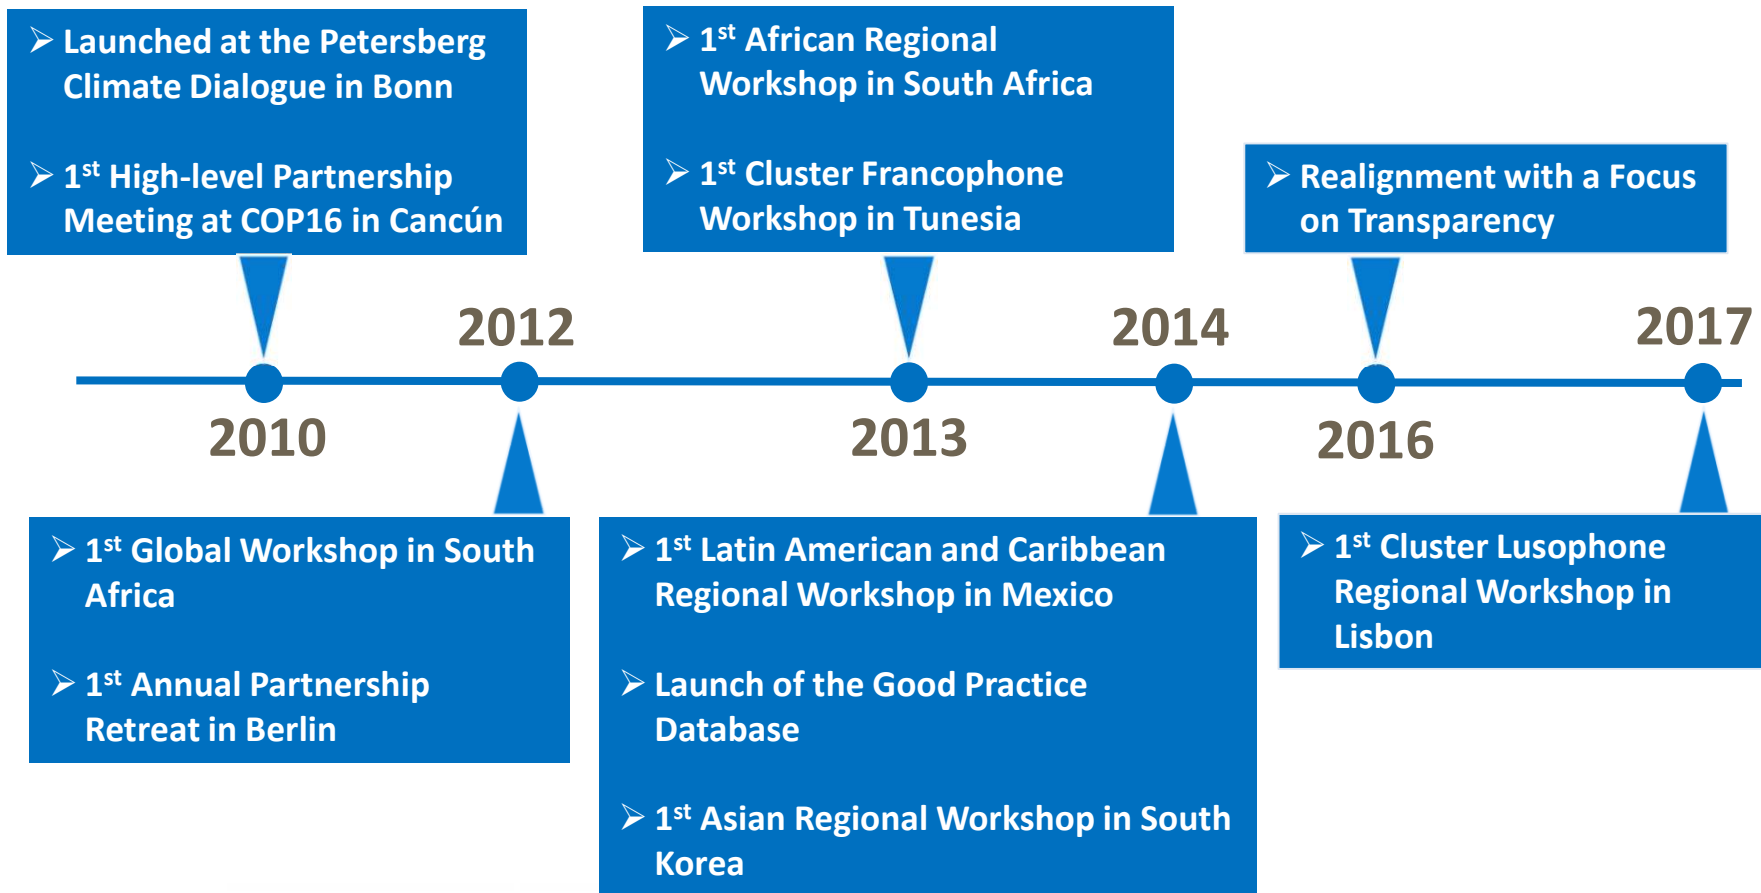 ➢ Launched at the Petersberg
Climate Dialogue in Bonn
➢ 1st High-level Partnership
Meeting at COP16 in Cancún
➢ 1st African Regional
Workshop in South Africa
➢ 1st Cluster Francophone
Workshop in Tunesia
➢ Realignment with a Focus
on Transparency
2012
2014
2017
2010
2013
2016
➢ 1st Global Workshop in South
Africa
➢ 1st Annual Partnership
Retreat in Berlin
➢ 1st Latin American and Caribbean
Regional Workshop in Mexico
➢ Launch of the Good Practice
Database
➢ 1st Asian Regional Workshop in South
Korea
➢ 1st Cluster Lusophone
Regional Workshop in
Lisbon